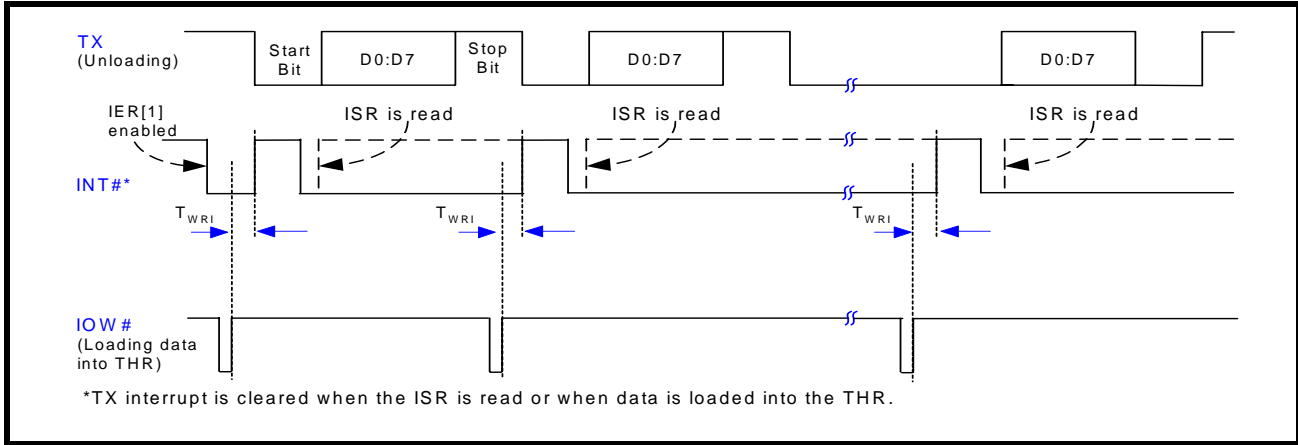 TX
(Unloading)
Start
Bit
D0:D7
Stop
Bit
D0:D7
D0:D7
IER[1]
enabled
ISR is read
ISR is read
ISR is read
INT#*
TWRI
TWRI
TWRI
IOW#
(Loading data
into THR)
*TX interrupt is cleared when the ISR is read or when data is loaded into the THR.